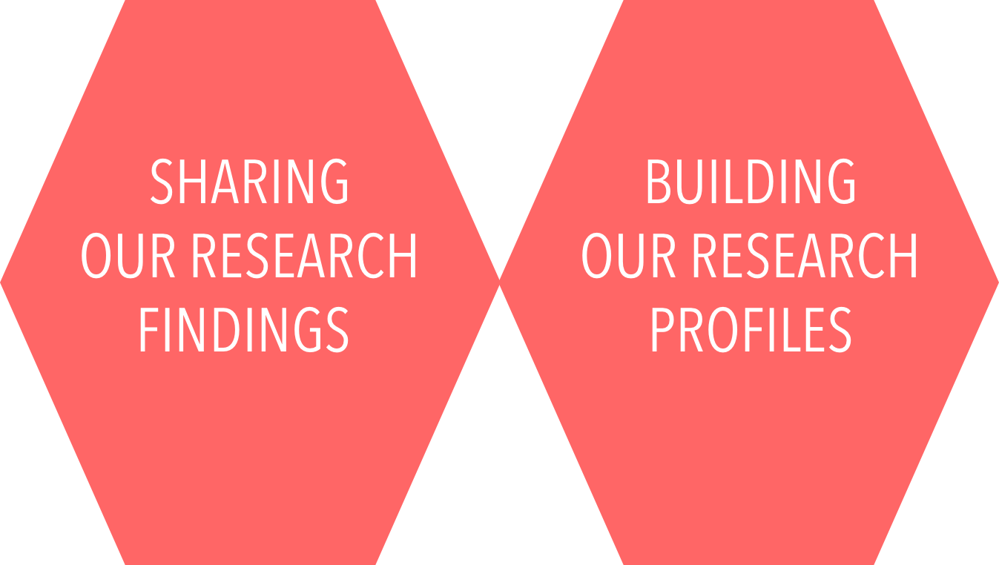 SHARING
OUR RESEARCH
FINDINGS
BUILDING
OUR RESEARCH
PROFILES